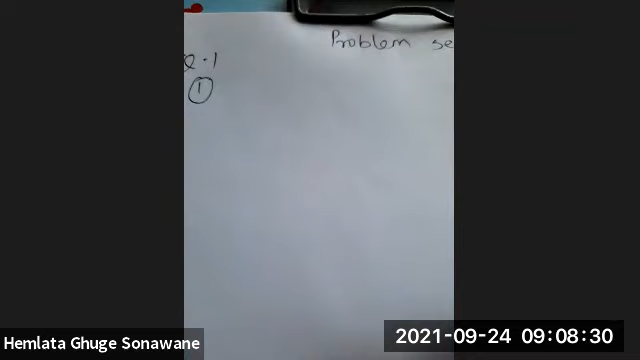 Problem se
Q.1
1
Hemlata Ghuge Sonawane
2021-09-24 09:08:30